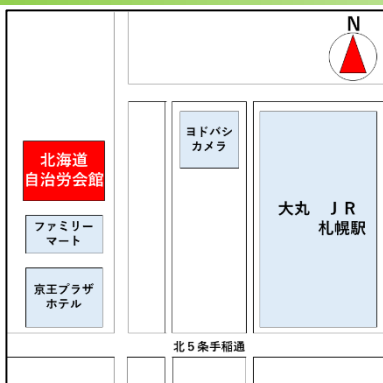 N
ヨドバシ
カメラ
北海道
自治労会館
大丸 JR
札幌駅
ファミリー
マート
京王プラザ
ホテル
北5条手稲通